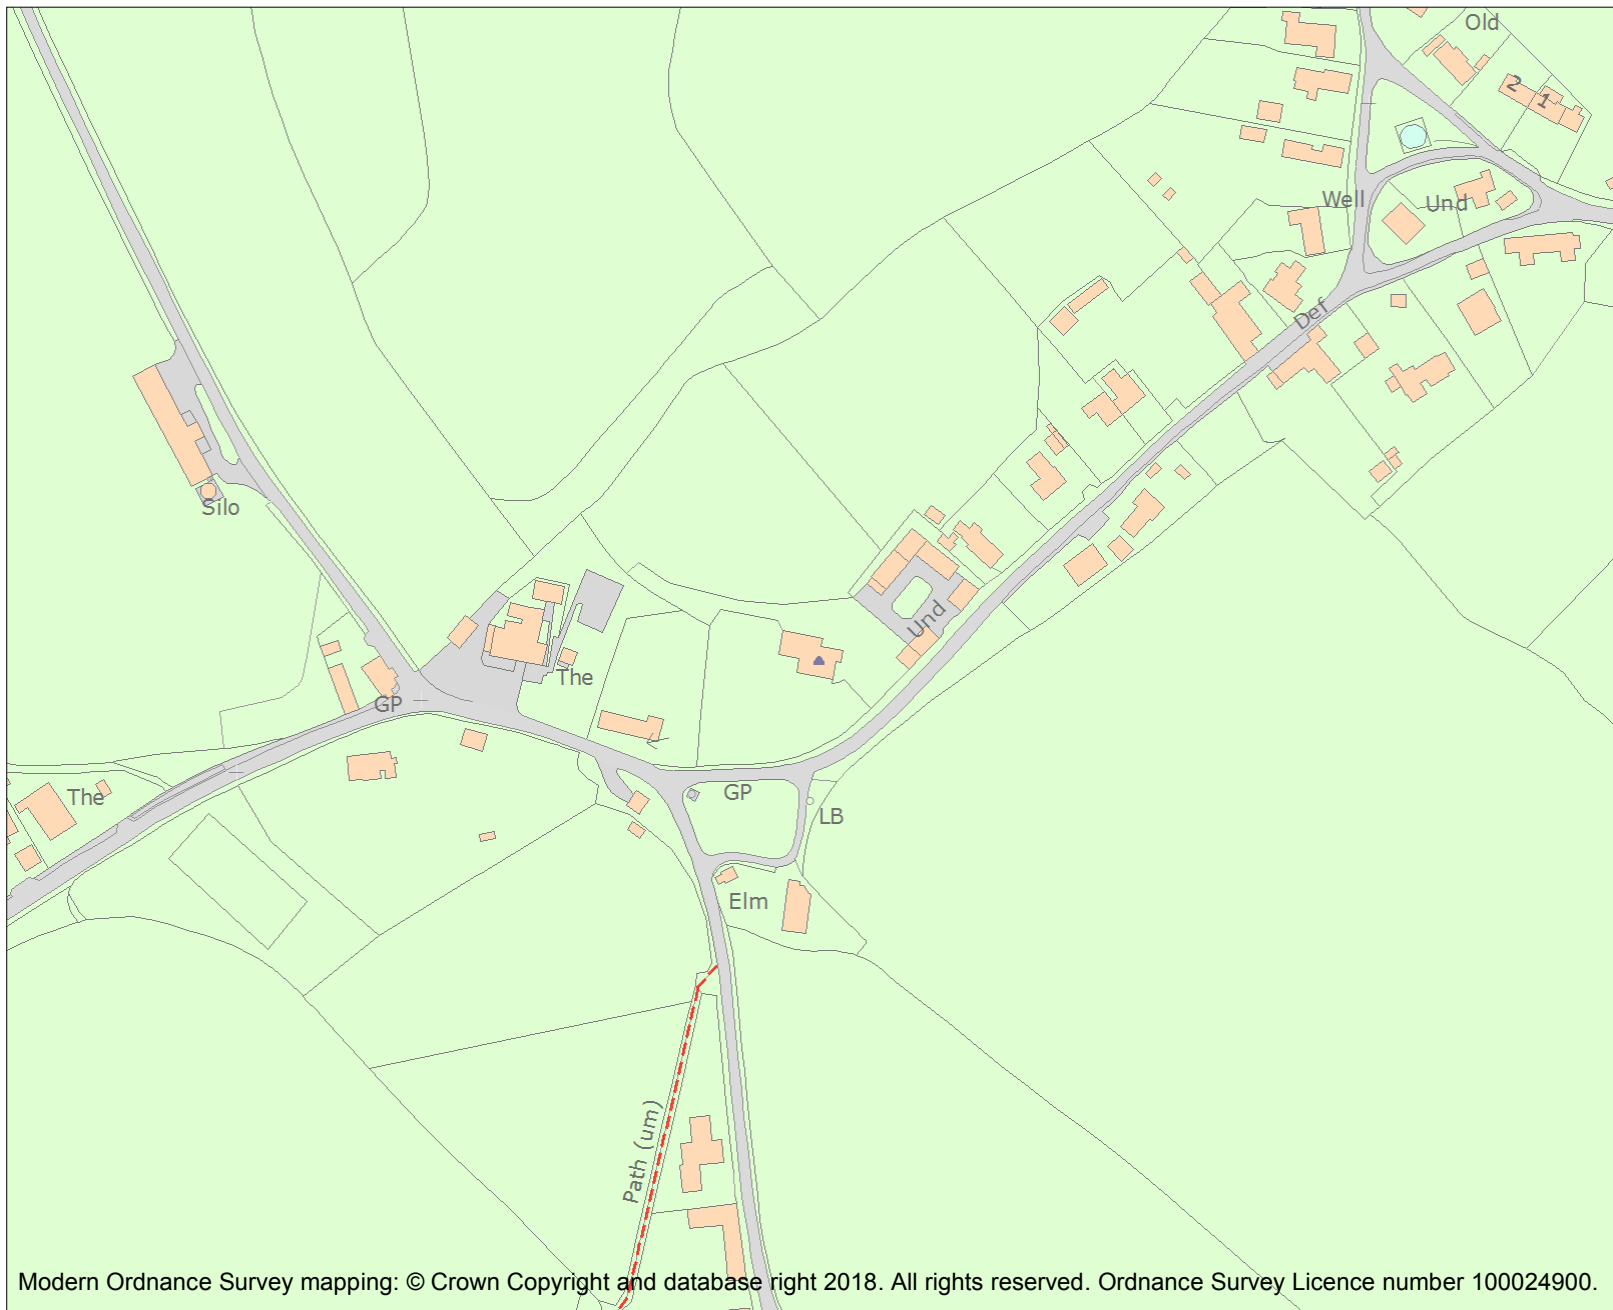 Old
2
1
Well
Und
Def
Silo
Und
The
GP
The
GP
LB
Elm
Path (um)
Modern Ordnance Survey mapping: © Crown Copyright and database right 2018. All rights reserved. Ordnance Survey Licence number 100024900.